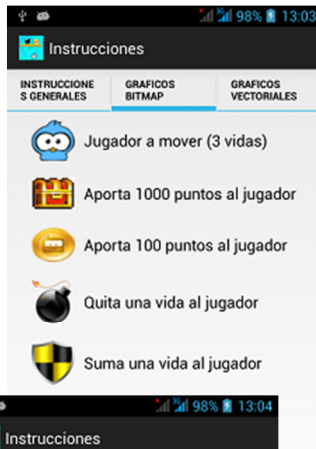 98% 13:03
Instrucciones
INSTRUCCIONE
S GENERALES
GRAFICOS
BITMAP
GRAFICOS
VECTORIALES
Jugador a mover (3 vidas)
Aporta 1000 puntos al jugador
Aporta 100 puntos al jugador
Quita una vida al jugador
Suma una vida al jugador
98% 13:04
Instrucciones